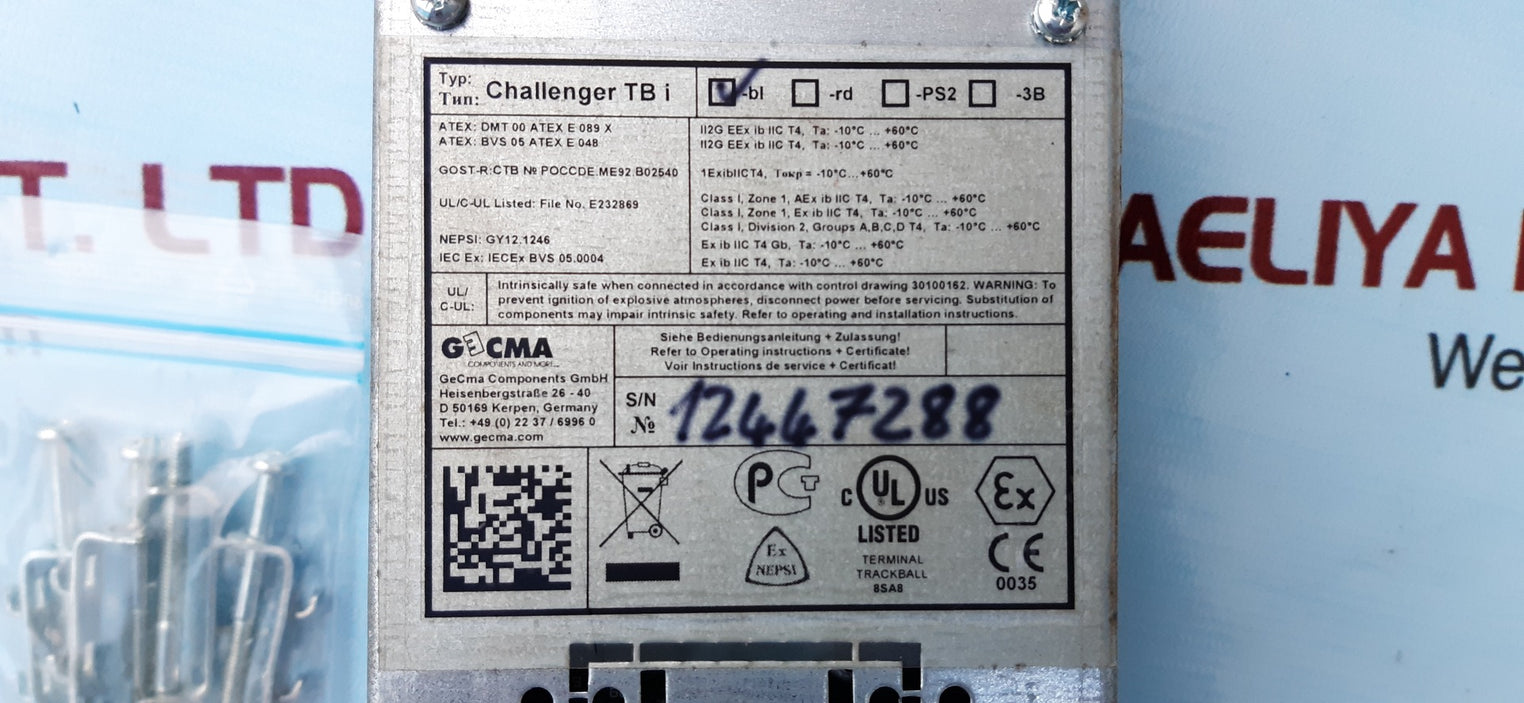 T. LTD
AELIYA
We
Typ:
Тип: Challenger TB i
-bl -rd -PS2 -3B
ATEX: DMT 00 ATEX E 089 X
ATEX: BVS 05 ATEX E 048
GOST-R:CTB № POCCDE.ME92.B02540
UL/C-UL Listed: File No. E232869
NEPSI: GY12.1246
IEC Ex: IECEx BVS 05.0004
II2G EEx ib IIC T4, Ta: -10°C ... +60°C
II2G EEx ib IIC T4, Ta: -10°C ... +60°C
1ExibIICT4, Токр = -10°C...+60°C
Class I, Zone 1, AEx ib IIC T4, Ta: -10°C ... +60°C
Class I, Zone 1, Ex ib IIC T4, Ta: -10°C ... +60°C
Class I, Division 2, Groups A,B,C,D T4, Ta: -10°C ... +60°C
Ex ib IIC T4 Gb, Ta: -10°C ... +60°C
Ex ib IIC T4, Ta: -10°C ... +60°C
UL/
C-UL:
Intrinsically safe when connected in accordance with control drawing 30100162. WARNING: To
prevent ignition of explosive atmospheres, disconnect power before servicing. Substitution of
components may impair intrinsic safety. Refer to operating and installation instructions.
GECMA
COMPONENTS AND MORE...
GeCma Components GmbH
Heisenbergstraße 26 - 40
D 50169 Kerpen, Germany
Tel.: +49 (0) 22 37 / 6996 0
www.gecma.com
Siehe Bedienungsanleitung + Zulassung!
Refer to Operating instructions + Certificate!
Voir Instructions de service + Certificat!
S/N
№ 12447288
PCT
Ex
NEPSI
C UL US
LISTED
TERMINAL
TRACKBALL
8SA8
Ex
CE
0035